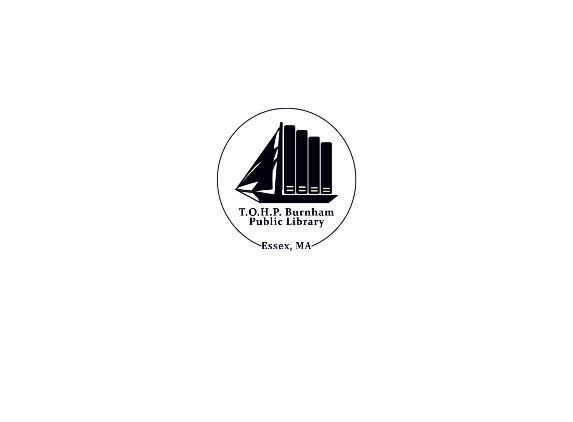 T.O.H.P. Burnham
Public Library
Essex, MA